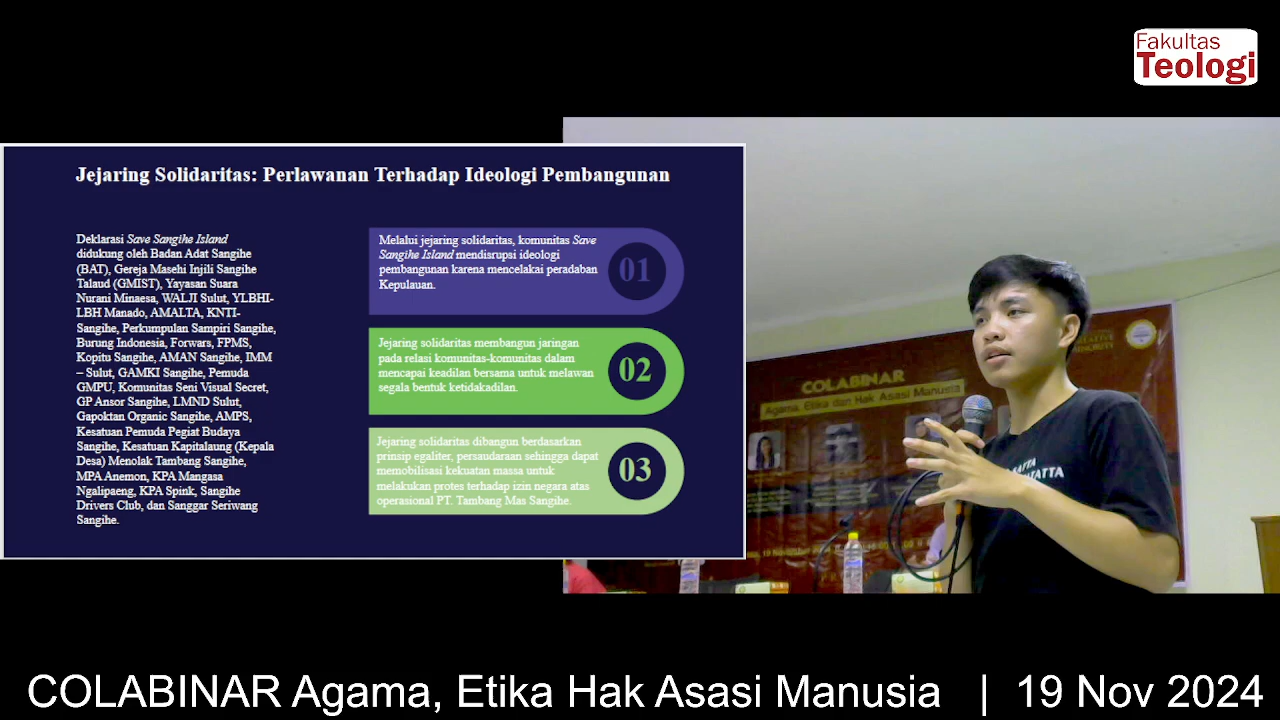 Fakultas
Teologi
Jejaring Solidaritas: Perlawanan Terhadap Ideologi Pembangunan
Deklarasi Save Sangihe Island
didukung oleh Badan Adat Sangihe
(BAT), Gereja Masehi Injili Sangihe
Talaud (GMIST), Yayasan Suara
Nurani Minaesa, WALJI Sulut, YLBHI-
LBH Manado, AMALTA, KNTI-
Sangihe, Perkumpulan Sampiri Sangihe,
Burung Indonesia, Forwars, FPMS,
Kopitu Sangihe, AMAN Sangihe, IMM
– Sulut, GAMKI Sangihe, Pemuda
GMPU, Komunitas Seni Visual Secret,
GP Ansor Sangihe, LMND Sulut,
Gapoktan Organic Sangihe, AMPS,
Kesatuan Pemuda Pegiat Budaya
Sangihe, Kesatuan Kapitalaung (Kepala
Desa) Menolak Tambang Sangihe,
MPA Anemon, KPA Mangasa
Ngalipaeng, KPA Spink, Sangihe
Drivers Club, dan Sanggar Seriwang
Sangihe.
Melalui jejaring solidaritas, komunitas Save
Sangihe Island mendisrupsi ideologi
pembangunan karena mencelakai peradaban
Kepulauan.
01
Jejaring solidaritas membangun jaringan
pada relasi komunitas-komunitas dalam
mencapai keadilan bersama untuk melawan
segala bentuk ketidakadilan.
02
Jejaring solidaritas dibangun berdasarkan
prinsip egaliter, persaudaraan sehingga dapat
memobilisasi kekuatan massa untuk
melakukan protes terhadap izin negara atas
operasional PT. Tambang Mas Sangihe.
03
COLABINAR
Agama, Etika dan Hak Asasi Manusia
COLABINAR Agama, Etika Hak Asasi Manusia | 19 Nov 2024